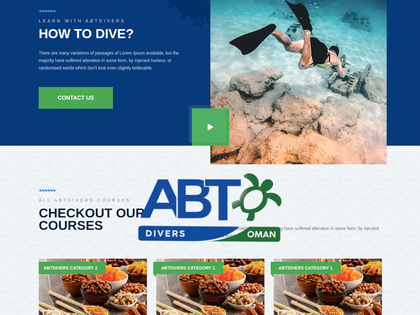 LEARN WITH ABTDIVERS
HOW TO DIVE?
There are many variations of passages of Lorem Ipsum available, but the
majority have suffered alteration in some form, by injected humour, or
randomised words which don't look even slightly believable.
CONTACT US
ABT
DIVERS
OMAN
ALL ABTDIVERS COURSES
CHECKOUT OUR
COURSES
have suffered alteration in some form, by injected
ABTDIVERS CATEGORY 2
ABTDIVERS CATEGORY 1
ABTDIVERS CATEGORY 1